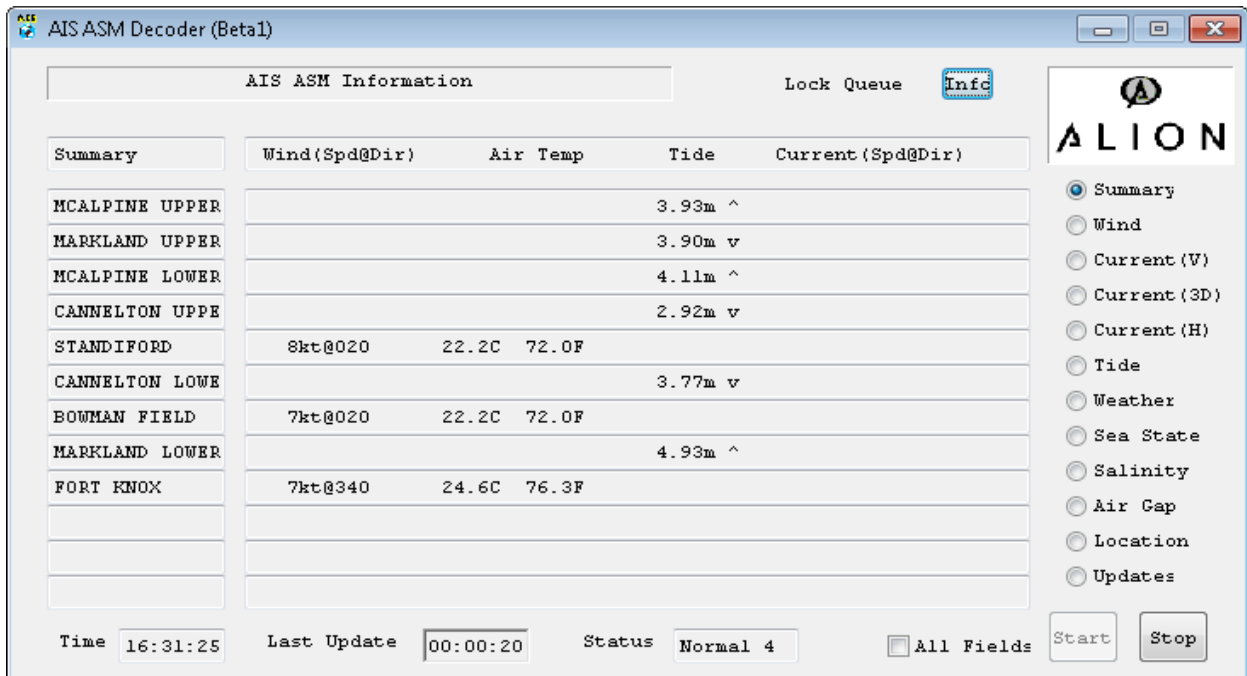 AIS
AIS ASM Decoder (Beta1)
AIS ASM Information
Lock Queue
Info
ALION
Summary Wind(Spd@Dir) Air Temp Tide Current(Spd@Dir)
MCALPINE UPPER 3.93m ^
MARKLAND UPPER 3.90m v
MCALPINE LOWER 4.11m ^
CANNELTON UPPE 2.92m v
STANDIFORD 8kt@020 22.2C 72.0F
CANNELTON LOWE 3.77m v
BOWMAN FIELD 7kt@020 22.2C 72.0F
MARKLAND LOWER 4.93m ^
FORT KNOX 7kt@340 24.6C 76.3F
Summary
Wind
Current(V)
Current(3D)
Current(H)
Tide
Weather
Sea State
Salinity
Air Gap
Location
Updates
Time 16:31:25 Last Update 00:00:20 Status Normal 4 All Fields Start Stop